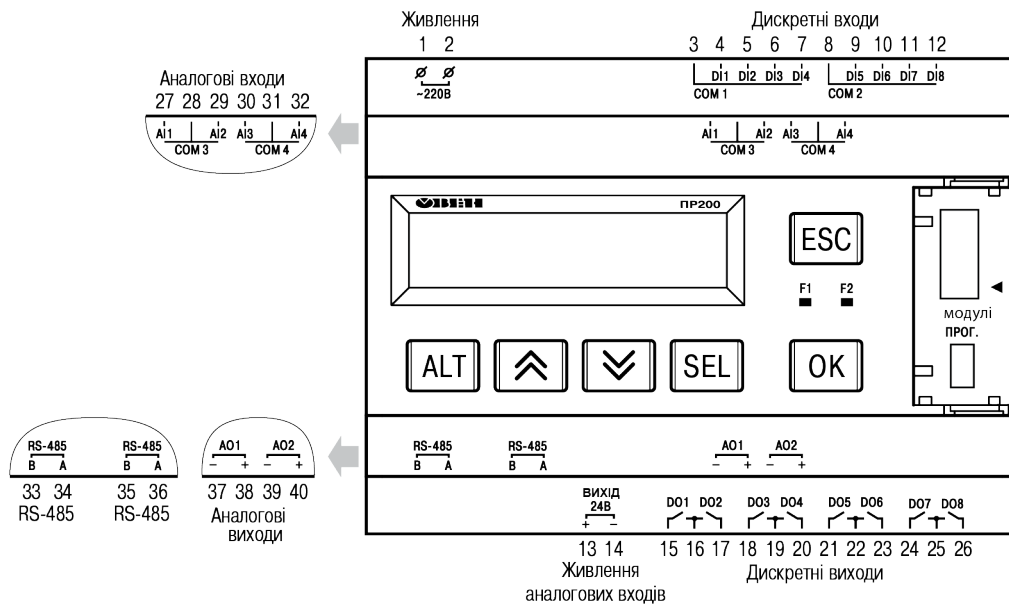 Живлення
Дискретні входи
1 2
3 4 5 6 7 8 9 10 11 12
~220В
DI1 DI2 DI3 DI4 DI5 DI6 DI7 DI8
COM 1 COM 2
Аналогові входи
27 28 29 30 31 32
AI1 AI2 AI3 AI4
COM 3 COM 4
AI1 AI2 AI3 AI4
COM 3 COM 4
ОВЕН ПР200
ESC
F1 F2
модулі
ПРОГ.
ALT SEL OK
RS-485 RS-485
B A B A
33 34 35 36
RS-485 RS-485
AO1 AO2
– + – +
37 38 39 40
Аналогові
виходи
RS-485 RS-485
B A B A
AO1 AO2
– + – +
ВИХІД
24В
+ –
DO1 DO2 DO3 DO4 DO5 DO6 DO7 DO8
13 14 15 16 17 18 19 20 21 22 23 24 25 26
Живлення
аналогових входів
Дискретні виходи